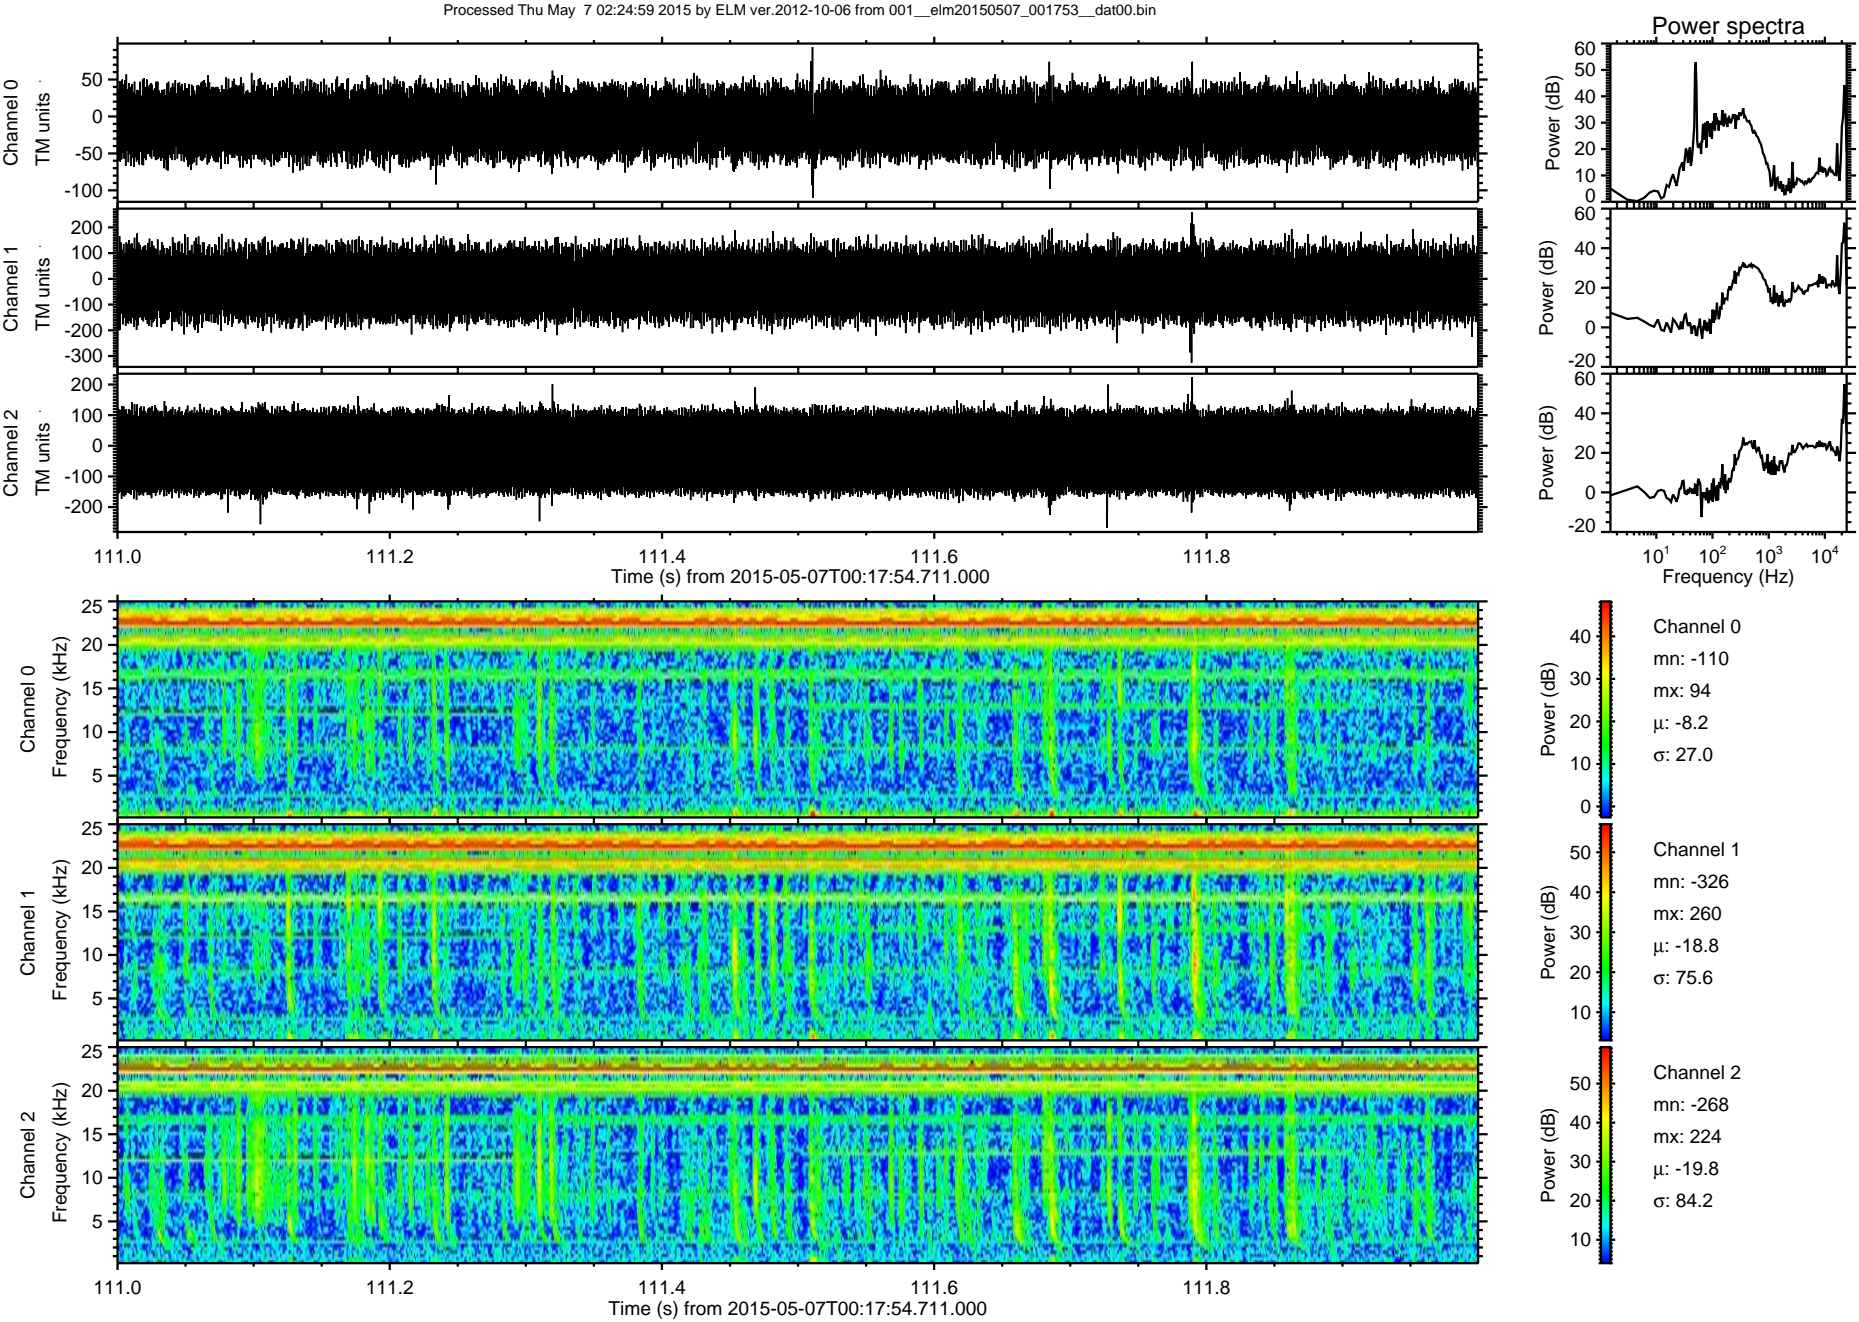 Processed Thu May  7 02:24:59 2015 by ELM ver.2012-10-06 from 001__elm20150507_001753__dat00.bin
Power spectra
Channel 0
TM units
50
0
-50
-100
Power (dB)
60
50
40
30
20
10
0
Channel 1
TM units
200
100
0
-100
-200
-300
Power (dB)
60
40
20
0
-20
Channel 2
TM units
200
100
0
-100
-200
Power (dB)
60
40
20
0
-20
111.0 111.2 111.4 111.6 111.8
Time (s) from 2015-05-07T00:17:54.711.000
10^1 10^2 10^3 10^4
Frequency (Hz)
Channel 0
Frequency (kHz)
25
20
15
10
5
Power (dB)
40
30
20
10
0
Channel 0
mn: -110
mx: 94
μ: -8.2
σ: 27.0
Channel 1
Frequency (kHz)
25
20
15
10
5
Power (dB)
50
40
30
20
10
Channel 1
mn: -326
mx: 260
μ: -18.8
σ: 75.6
Channel 2
Frequency (kHz)
25
20
15
10
5
Power (dB)
50
40
30
20
10
Channel 2
mn: -268
mx: 224
μ: -19.8
σ: 84.2
111.0 111.2 111.4 111.6 111.8
Time (s) from 2015-05-07T00:17:54.711.000